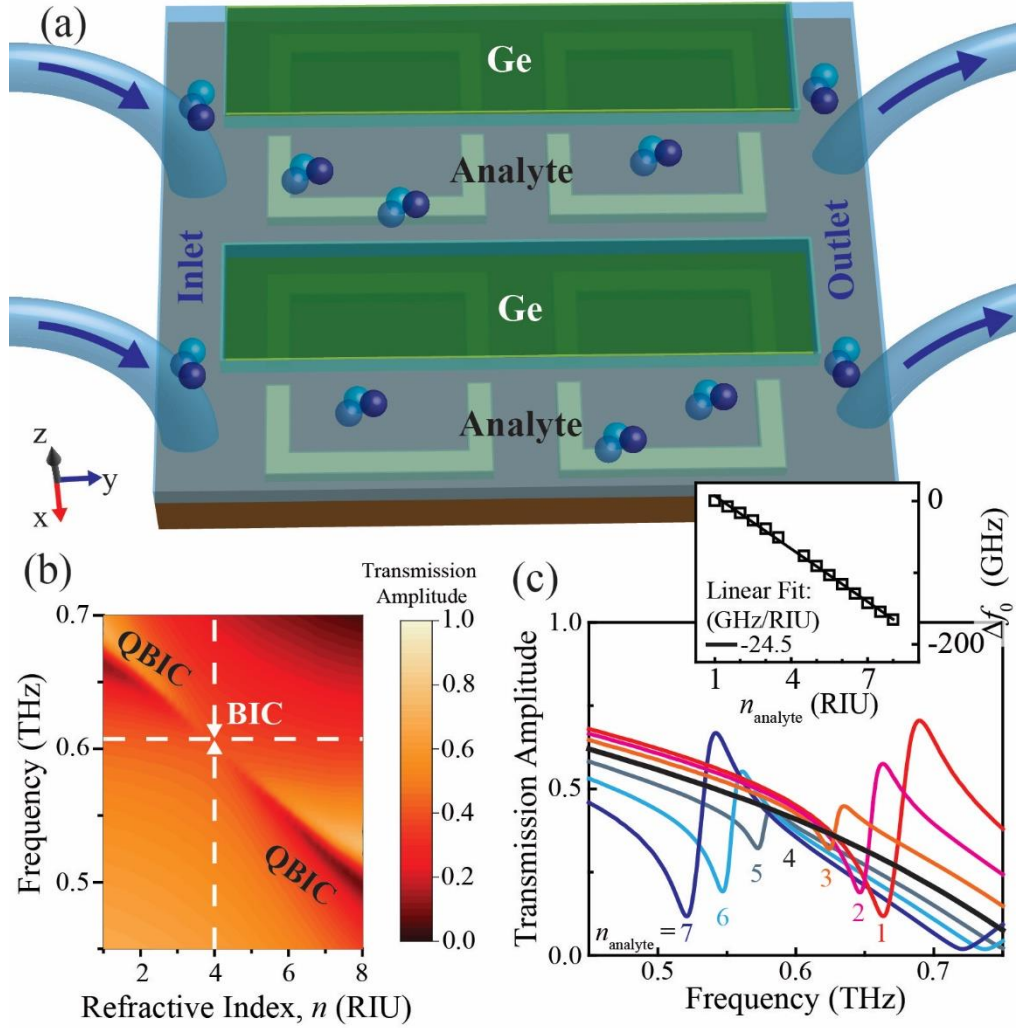 (a)
Ge
Analyte
Inlet
Outlet
Ge
Analyte
z
y
x
(b)
Transmission
Amplitude
1.0
0.8
0.6
0.4
0.2
0.0
0.7
0.6
0.5
Frequency (THz)
QBIC
BIC
QBIC
2
4
6
8
Refractive Index, n (RIU)
(c)
0
-200
Δf0 (GHz)
Linear Fit:
(GHz/RIU)
-24.5
1
4
7
nanalyte (RIU)
1.0
0.5
0.0
Transmission Amplitude
nanalyte = 7
6
5
4
3
2
1
0.5
0.6
0.7
Frequency (THz)